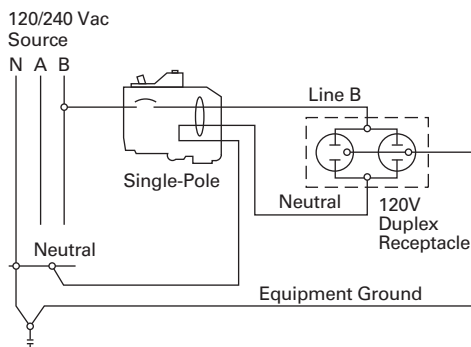 120/240 Vac
Source
N A B
Line B
Single-Pole
Neutral
120V
Duplex
Receptacle
Neutral
Equipment Ground